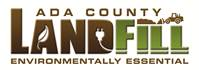 ADA COUNTY
LANDFILL
ENVIRONMENTALLY ESSENTIAL